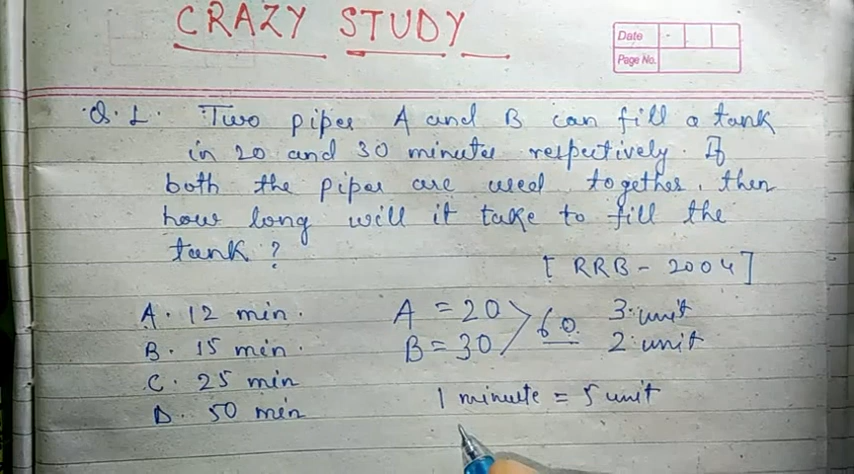 CRAZY STUDY
Date
Page No.
Q.1. Two pipes A and B can fill a tank
in 20 and 30 minutes respectively. If
both the pipes are used together, then
how long will it take to fill the
tank?
[RRB - 2004]
A. 12 min.
B. 15 min.
C. 25 min
D. 50 min
A = 20
B = 30
60
3 unit
2 unit
1 minute = 5 unit